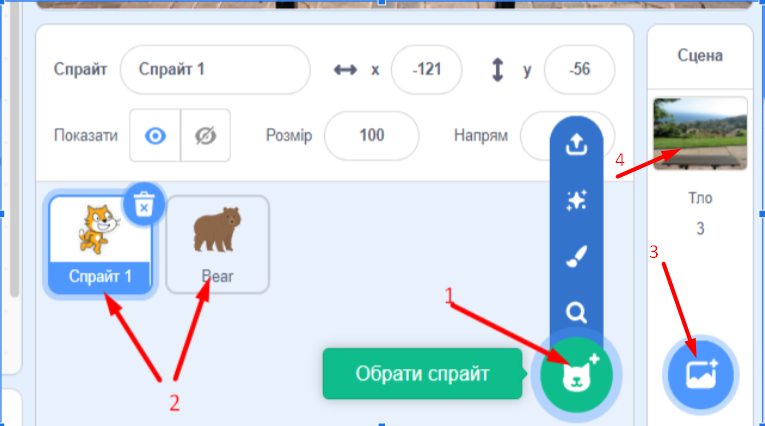 Спрайт Спрайт 1 x -121 y -56
Сцена
Показати Розмір 100 Напрям
4
Тло
3
Спрайт 1 Bear
3
1
Обрати спрайт
2